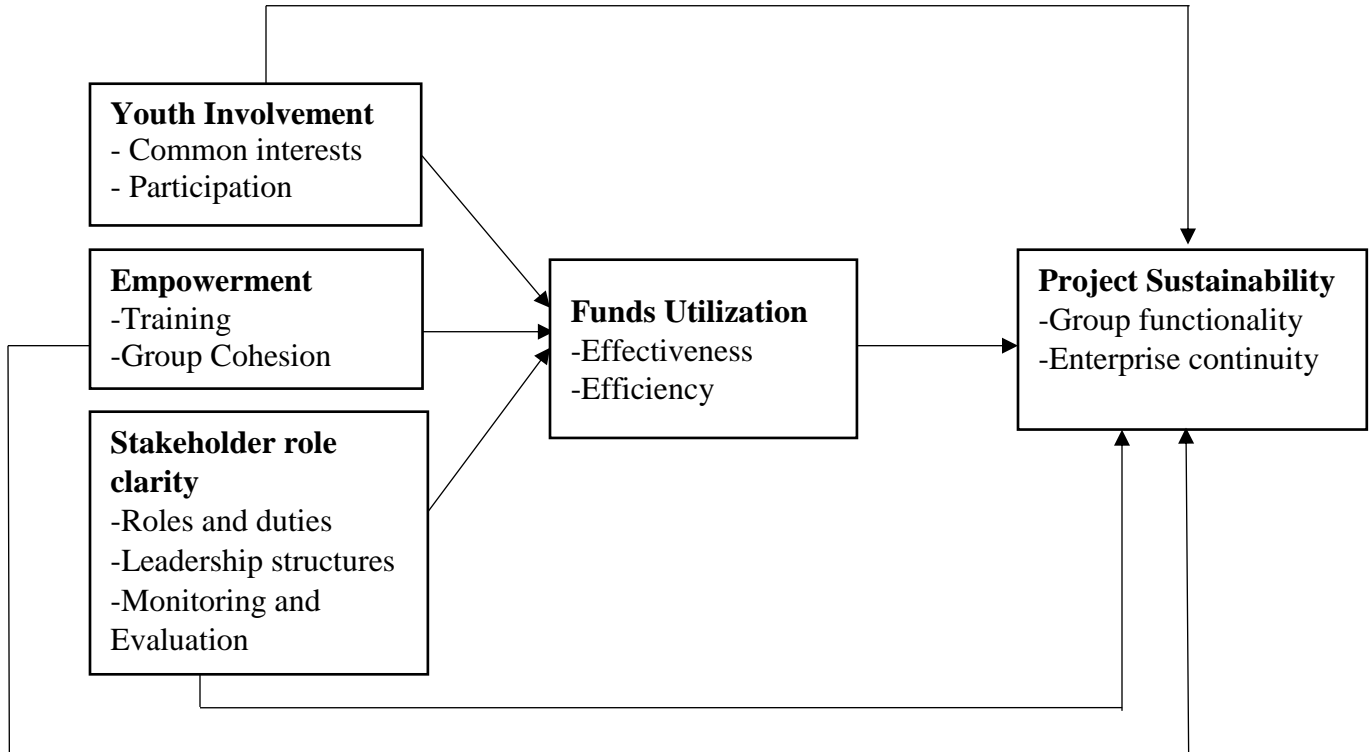 Youth Involvement
- Common interests
- Participation
Empowerment
-Training
-Group Cohesion
Stakeholder role
clarity
-Roles and duties
-Leadership structures
-Monitoring and
Evaluation
Funds Utilization
-Effectiveness
-Efficiency
Project Sustainability
-Group functionality
-Enterprise continuity